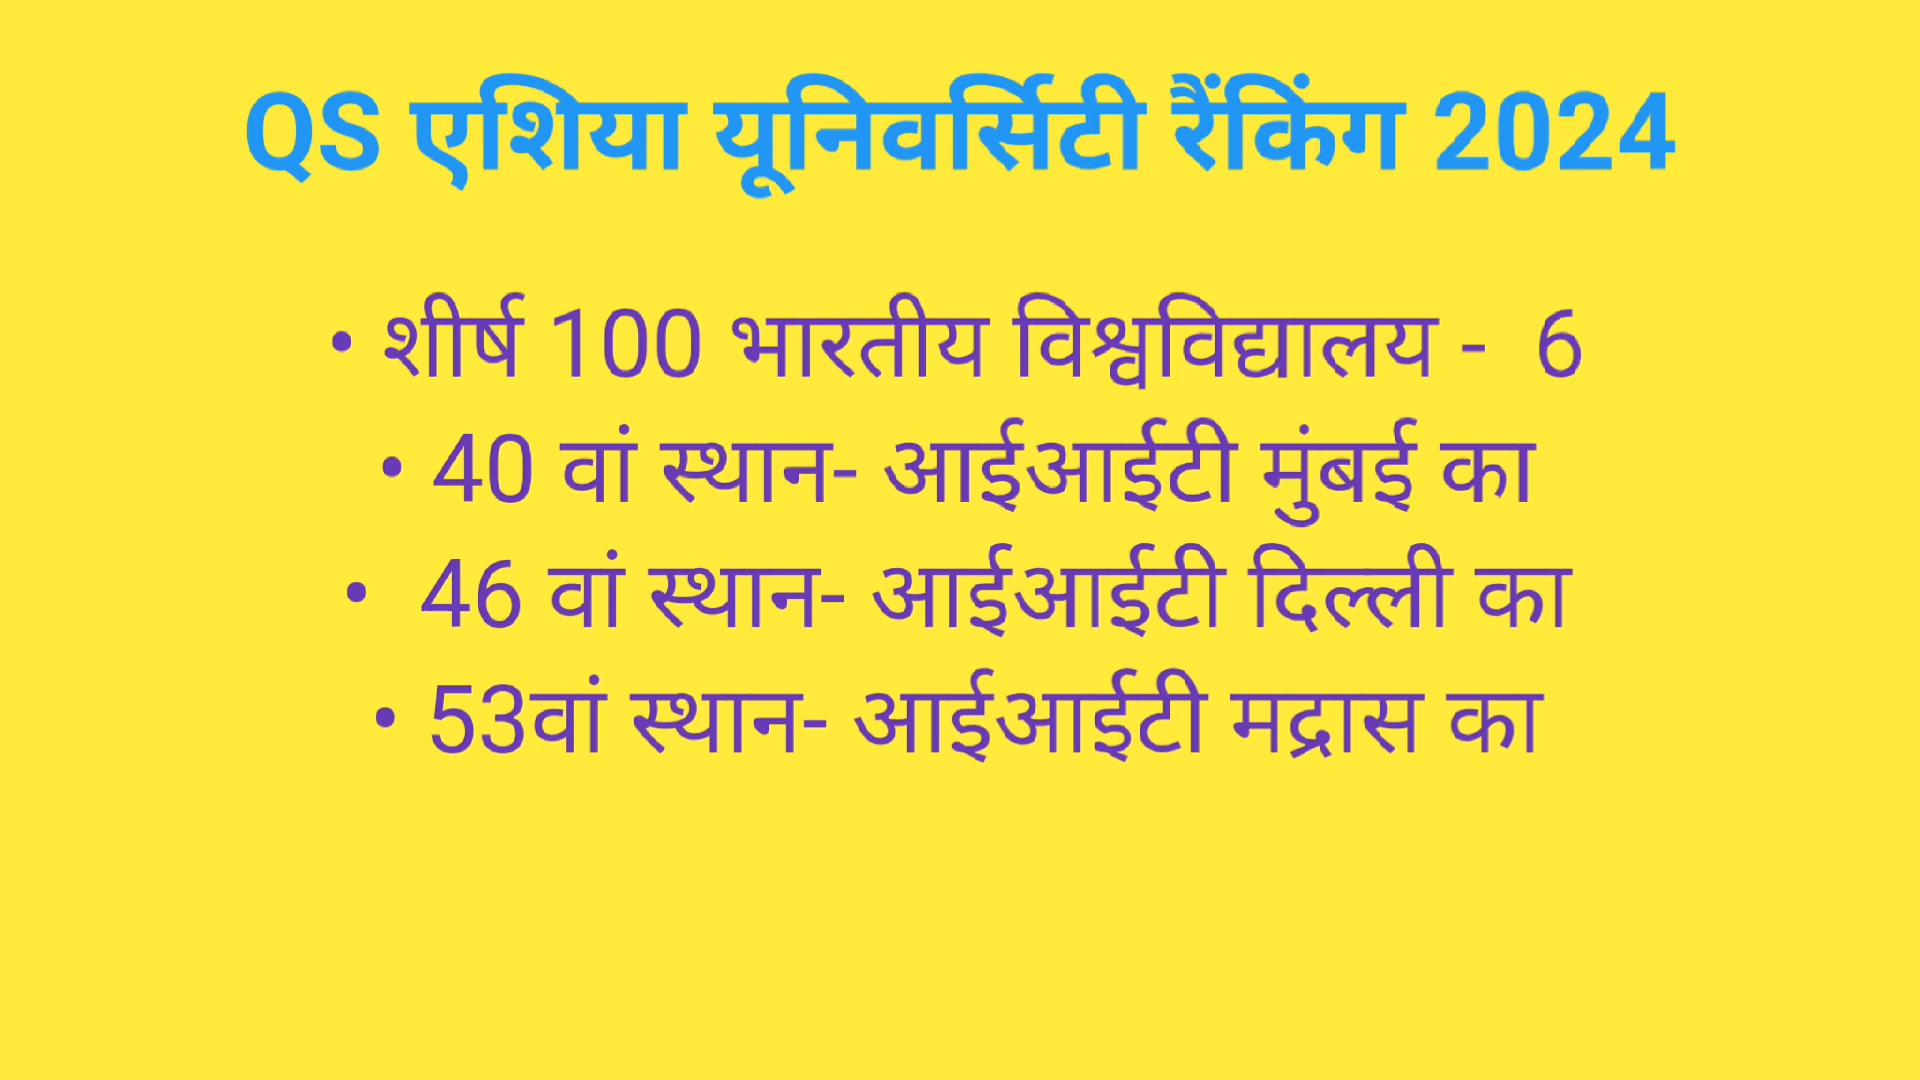 QS एशिया यूनिवर्सिटी रैंकिंग 2024
• शीर्ष 100 भारतीय विश्वविद्यालय - 6
• 40 वां स्थान- आईआईटी मुंबई का
• 46 वां स्थान- आईआईटी दिल्ली का
• 53वां स्थान- आईआईटी मद्रास का